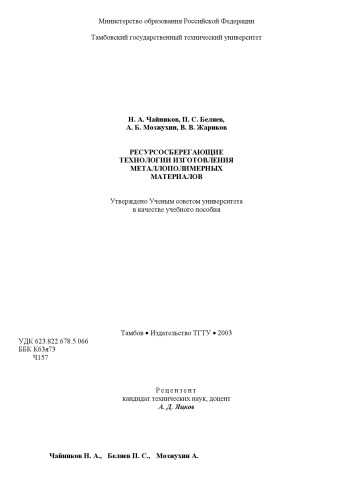 Министерство образования Российской Федерации
Тамбовский государственный технический университет
Н. А. Чайников, П. С. Беляев,
А. Б. Мозжухин, В. В. Жариков
РЕСУРСОСБЕРЕГАЮЩИЕ
ТЕХНОЛОГИИ ИЗГОТОВЛЕНИЯ
МЕТАЛЛОПОЛИМЕРНЫХ
МАТЕРИАЛОВ
Утверждено Ученым советом университета
в качестве учебного пособия
Тамбов • Издательство ТГТУ • 2003
УДК 623.822.678.5.066
ББК К63я73
Ч157
Рецензент
кандидат технических наук, доцент
А. Д. Яцков
Чайников Н. А., Беляев П. С., Мозжухин А.